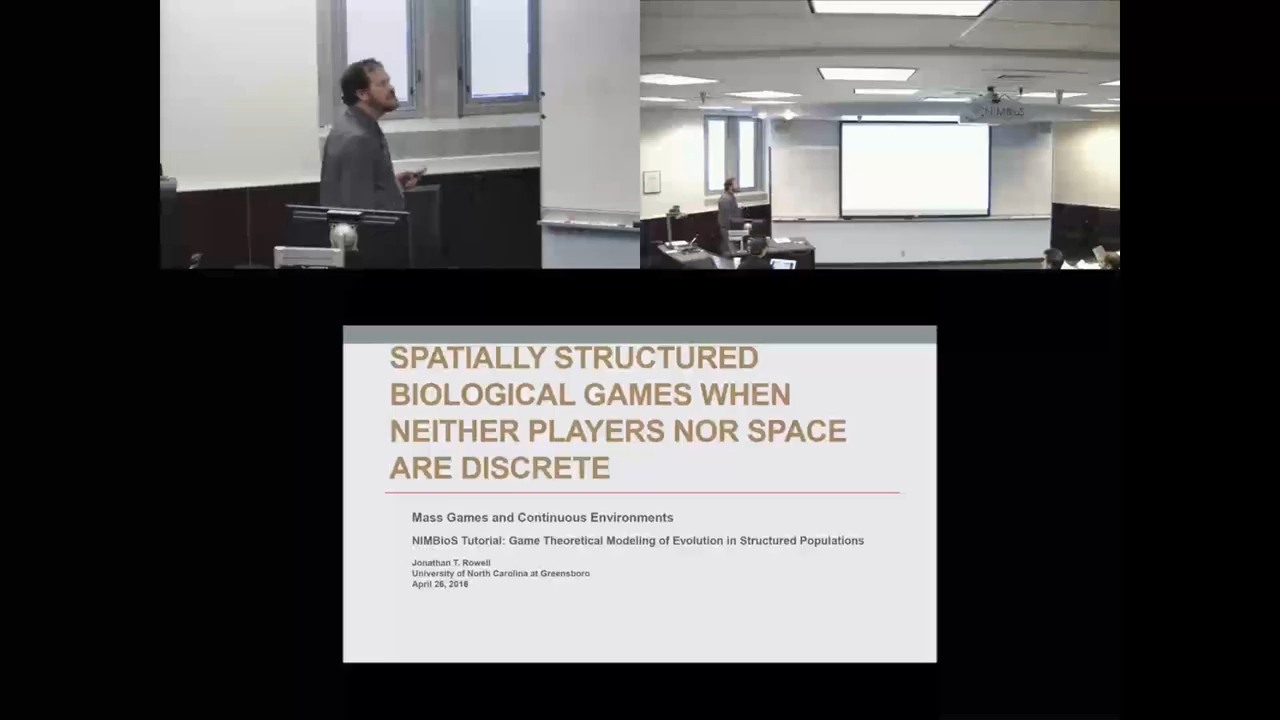 NIMBioS
SPATIALLY STRUCTURED
BIOLOGICAL GAMES WHEN
NEITHER PLAYERS NOR SPACE
ARE DISCRETE
Mass Games and Continuous Environments
NIMBioS Tutorial: Game Theoretical Modeling of Evolution in Structured Populations
Jonathan T. Rowell
University of North Carolina at Greensboro
April 26, 2016